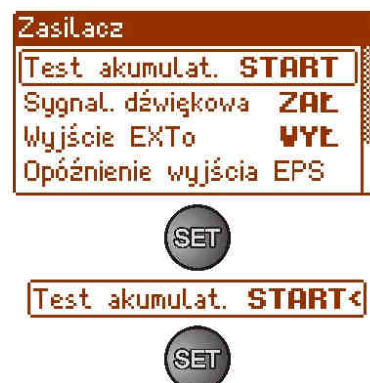 Zasilacz
Test akumulat. START
Sygnal. dźwiękowa ZAŁ
Wyjście EXTo WYŁ
Opóźnienie wyjścia EPS
SET
Test akumulat. START<
SET